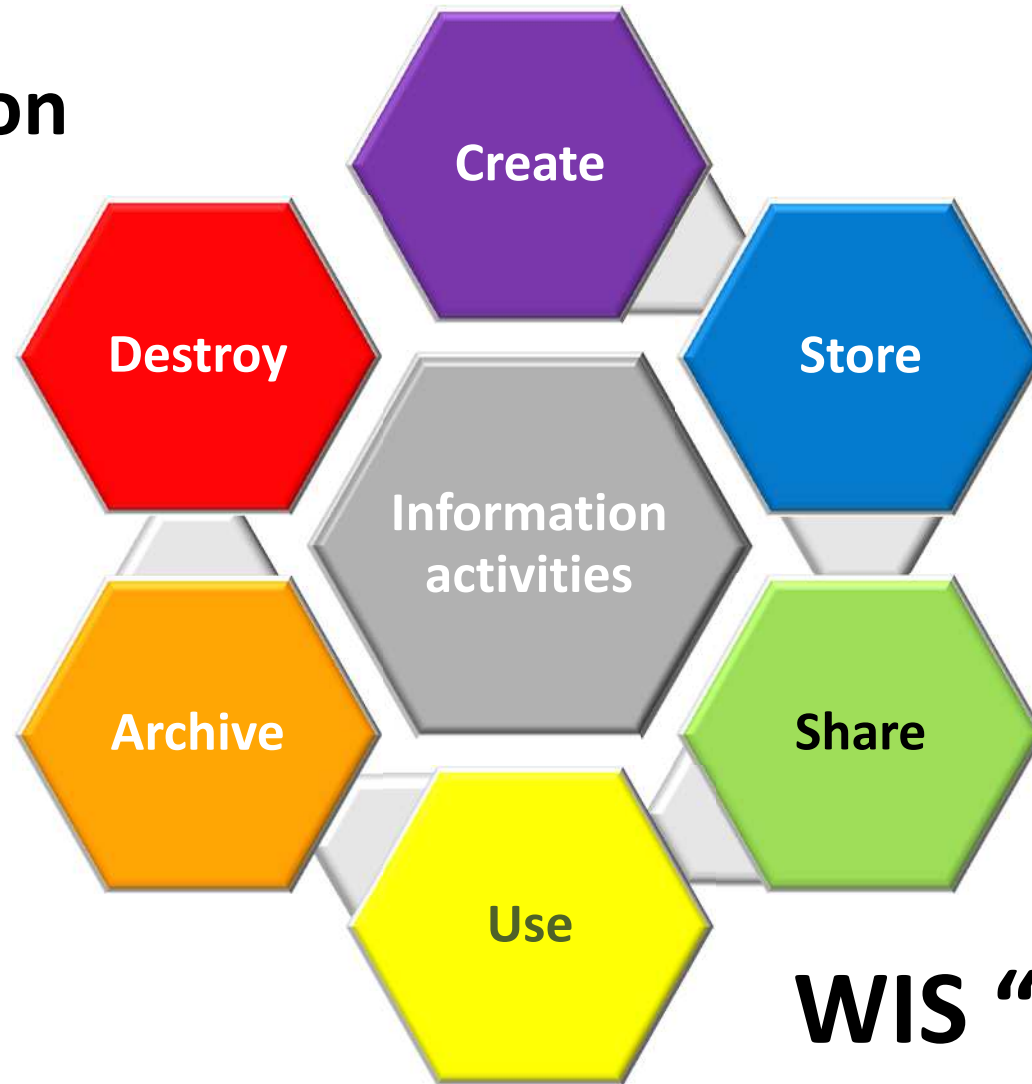 on
Create
Destroy
Store
Information
activities
Archive
Share
Use
WIS “